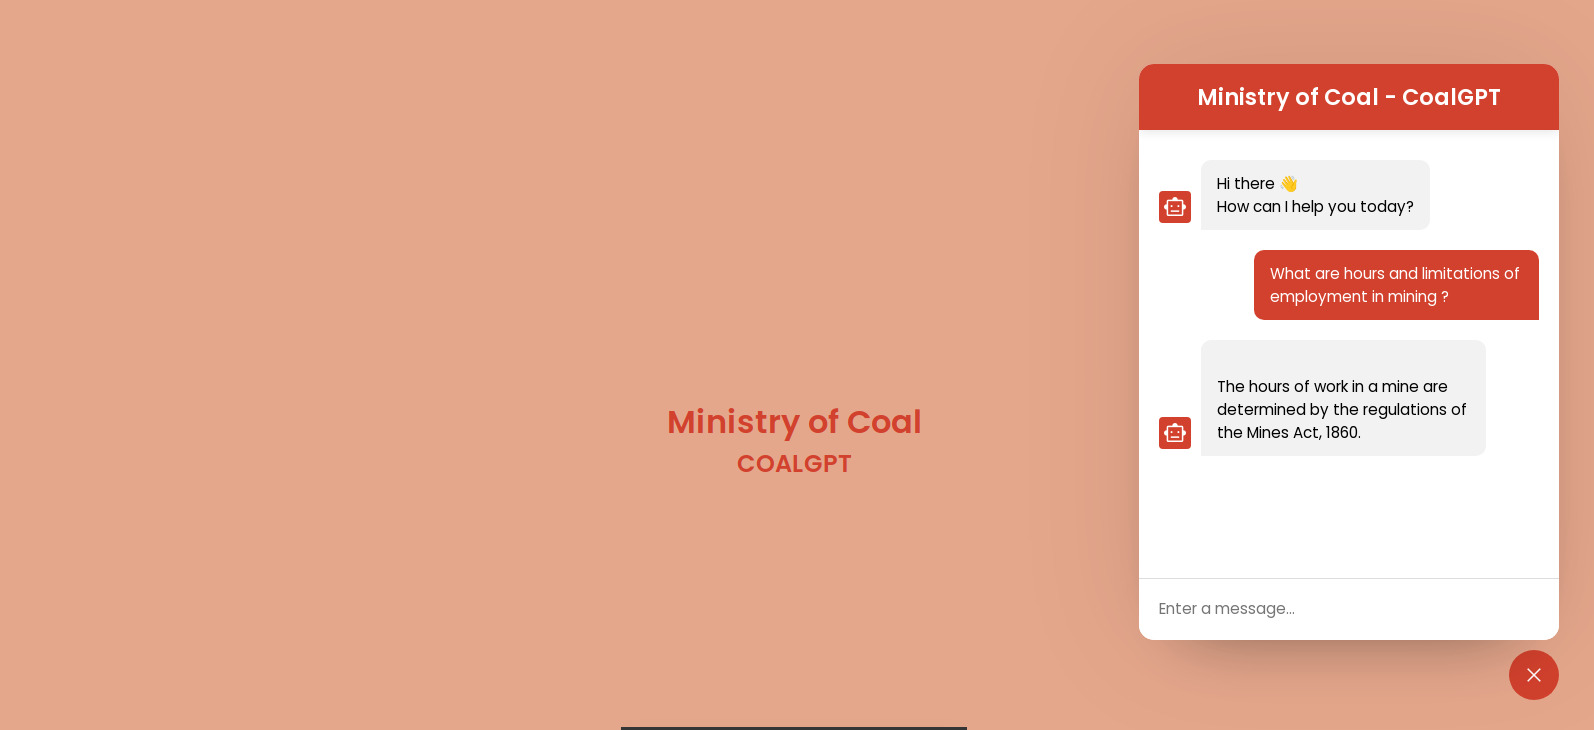 Ministry of Coal
COALGPT
Ministry of Coal - CoalGPT
Hi there 👋
How can I help you today?
What are hours and limitations of
employment in mining ?
The hours of work in a mine are
determined by the regulations of
the Mines Act, 1860.
Enter a message...